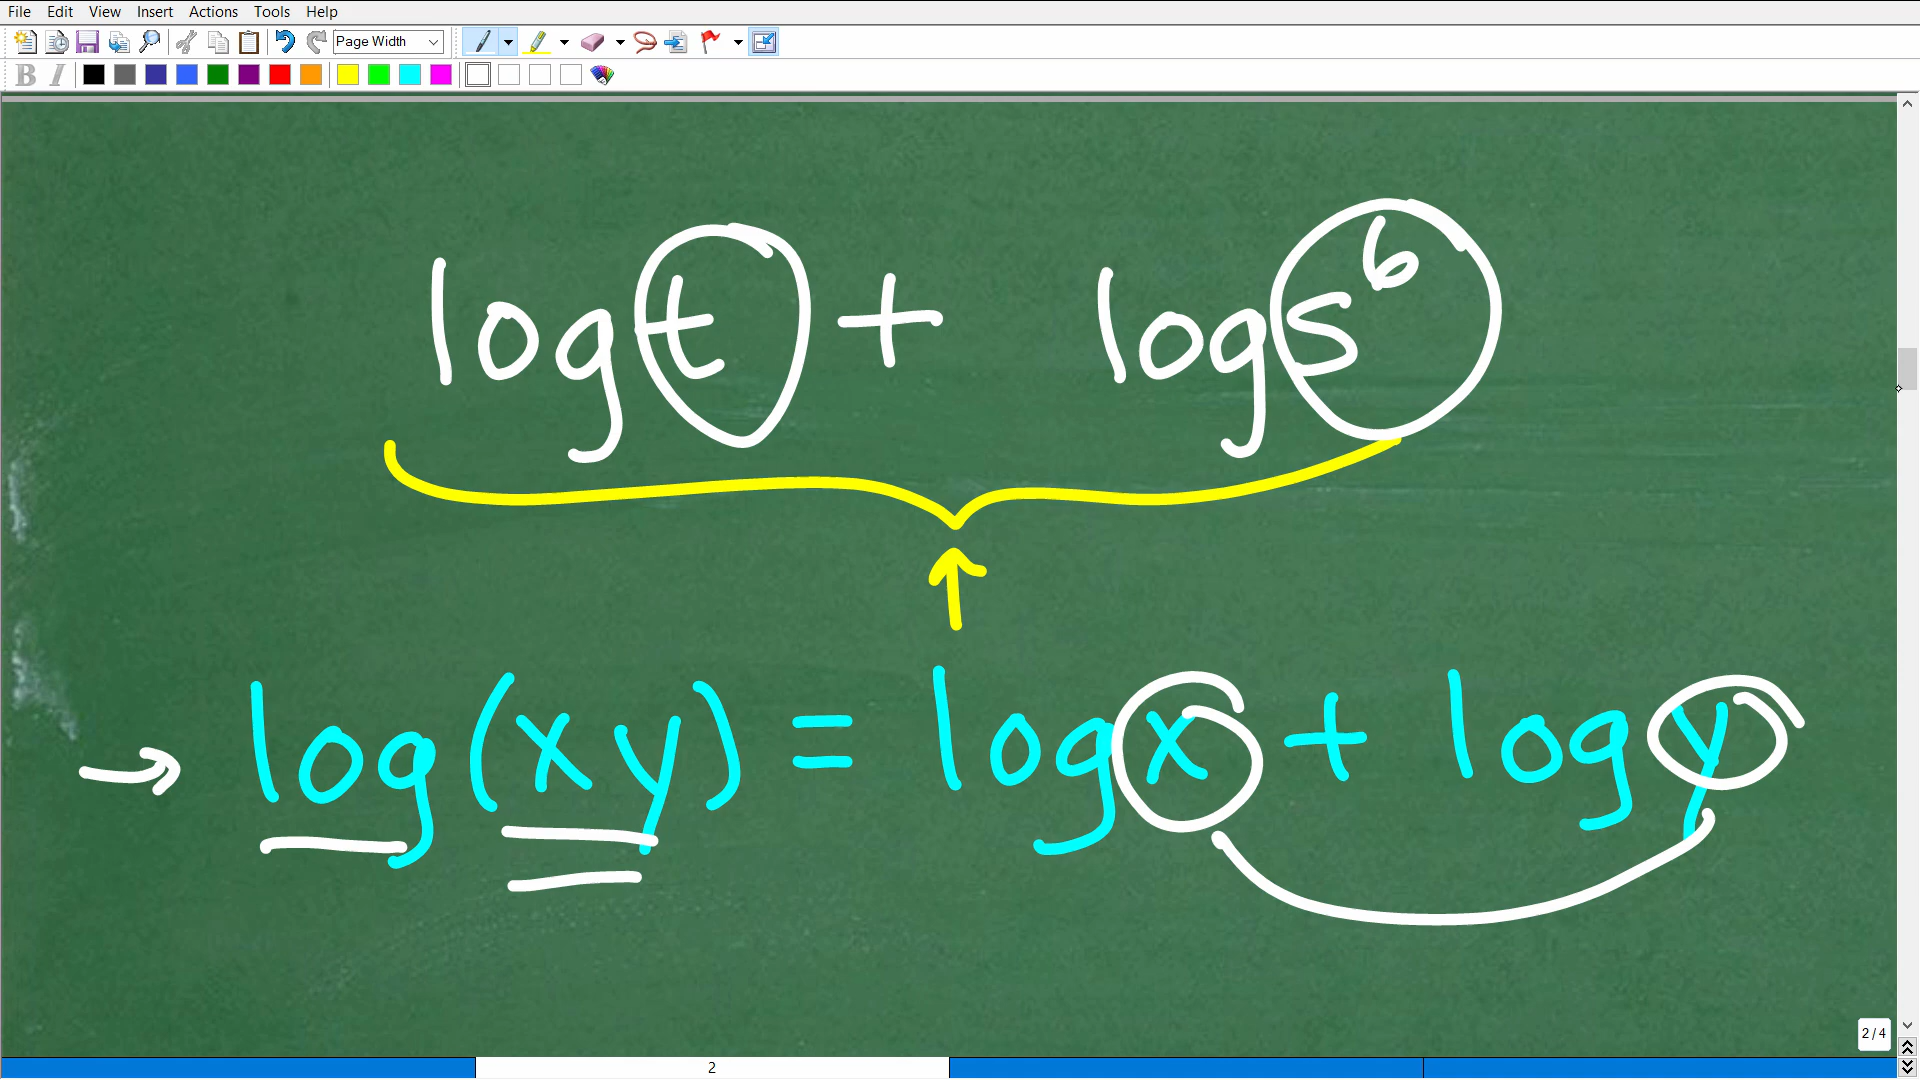 File Edit View Insert Actions Tools Help
Page Width
B I
log t + log s⁶
log(xy) = log x + log y
2 / 4
2